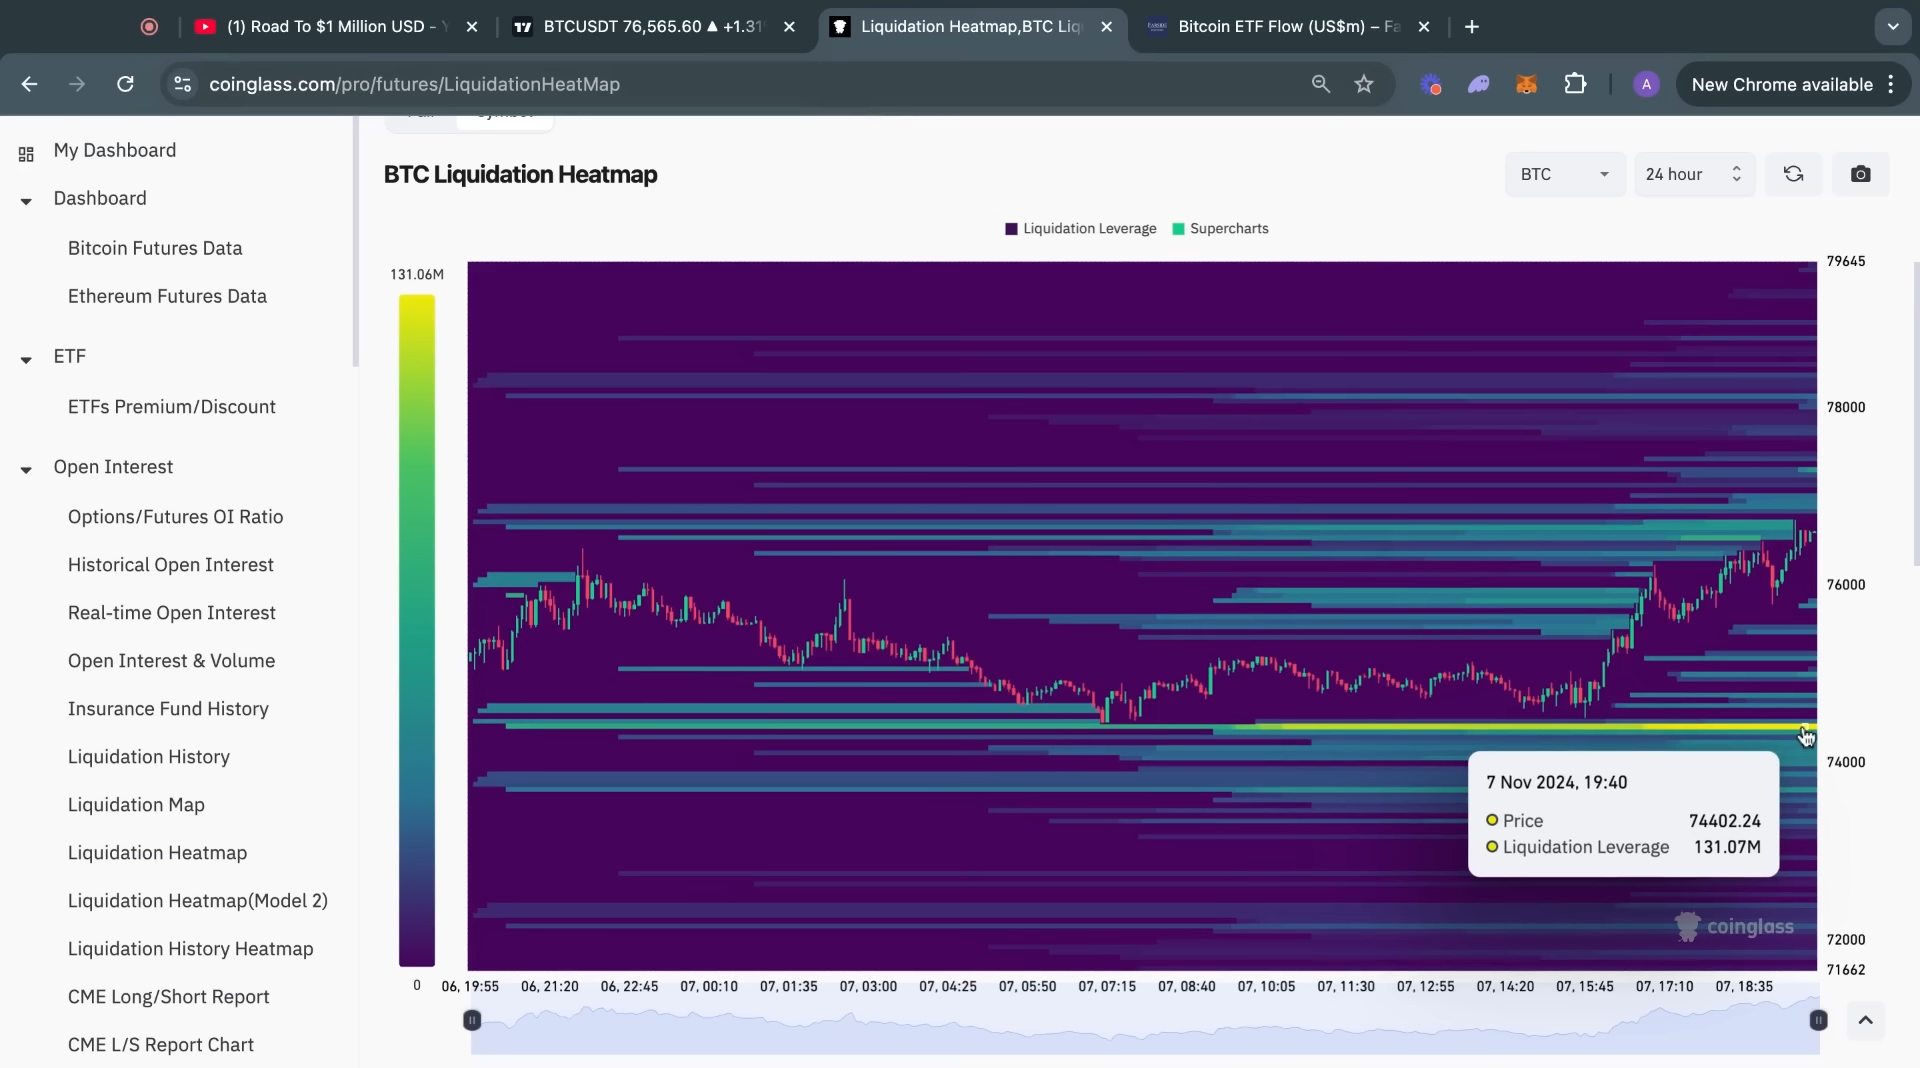 (1) Road To $1 Million USD -
BTCUSDT 76,565.60 ▲ +1.31
Liquidation Heatmap,BTC Liq
Bitcoin ETF Flow (US$m) – Fa
coinglass.com/pro/futures/LiquidationHeatMap
A
New Chrome available
My Dashboard
Dashboard
Bitcoin Futures Data
Ethereum Futures Data
ETF
ETFs Premium/Discount
Open Interest
Options/Futures OI Ratio
Historical Open Interest
Real-time Open Interest
Open Interest & Volume
Insurance Fund History
Liquidation History
Liquidation Map
Liquidation Heatmap
Liquidation Heatmap(Model 2)
Liquidation History Heatmap
CME Long/Short Report
CME L/S Report Chart
BTC Liquidation Heatmap
BTC
24 hour
Liquidation Leverage
Supercharts
131.06M
0
79645
78000
76000
74000
72000
71662
7 Nov 2024, 19:40
Price 74402.24
Liquidation Leverage 131.07M
coinglass
06, 19:55 06, 21:20 06, 22:45 07, 00:10 07, 01:35 07, 03:00 07, 04:25 07, 05:50 07, 07:15 07, 08:40 07, 10:05 07, 11:30 07, 12:55 07, 14:20 07, 15:45 07, 17:10 07, 18:35